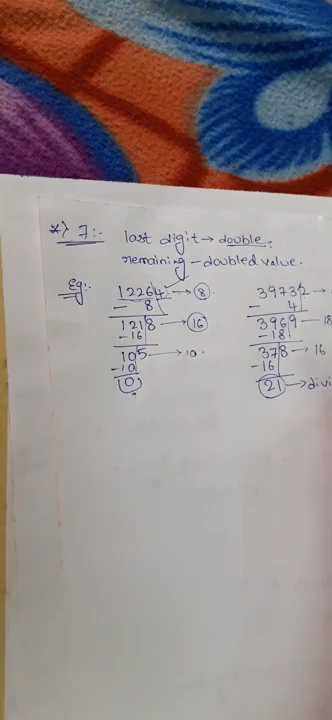 *) 7:- last digit → double,
remaining - doubled value.
Eg:- 12264 → 8 39732 →
- 8 - 4
1218 → 16 3969 - 18
- 16 - 18
105 → 10. 378 → 16
- 10 - 16
0 21 → divi